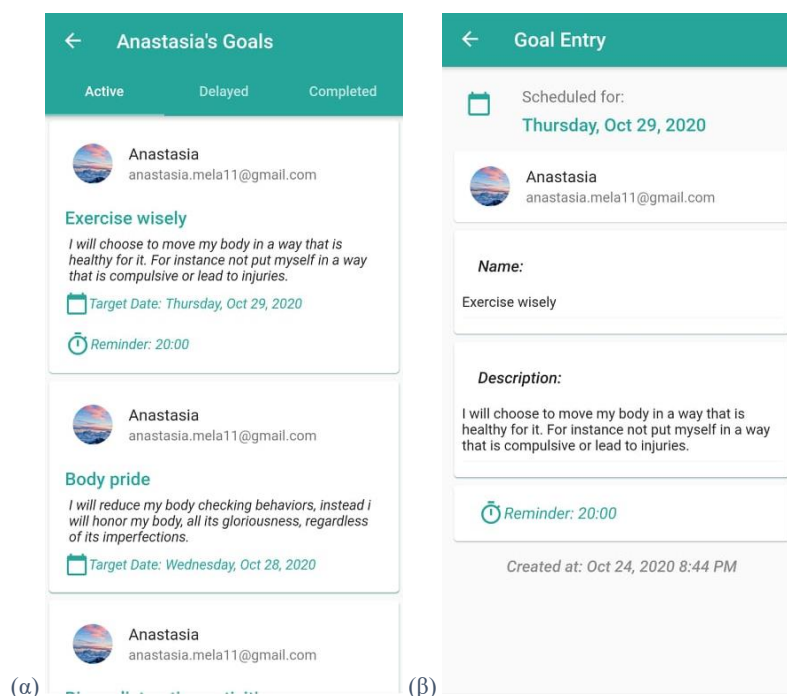 Anastasia's Goals
Active Delayed Completed
Anastasia
anastasia.mela11@gmail.com
Exercise wisely
I will choose to move my body in a way that is
healthy for it. For instance not put myself in a way
that is compulsive or lead to injuries.
Target Date: Thursday, Oct 29, 2020
Reminder: 20:00
Anastasia
anastasia.mela11@gmail.com
Body pride
I will reduce my body checking behaviors, instead i
will honor my body, all its gloriousness, regardless
of its imperfections.
Target Date: Wednesday, Oct 28, 2020
Anastasia
anastasia.mela11@gmail.com
(α)
Goal Entry
Scheduled for:
Thursday, Oct 29, 2020
Anastasia
anastasia.mela11@gmail.com
Name:
Exercise wisely
Description:
I will choose to move my body in a way that is
healthy for it. For instance not put myself in a way
that is compulsive or lead to injuries.
Reminder: 20:00
Created at: Oct 24, 2020 8:44 PM
(β)